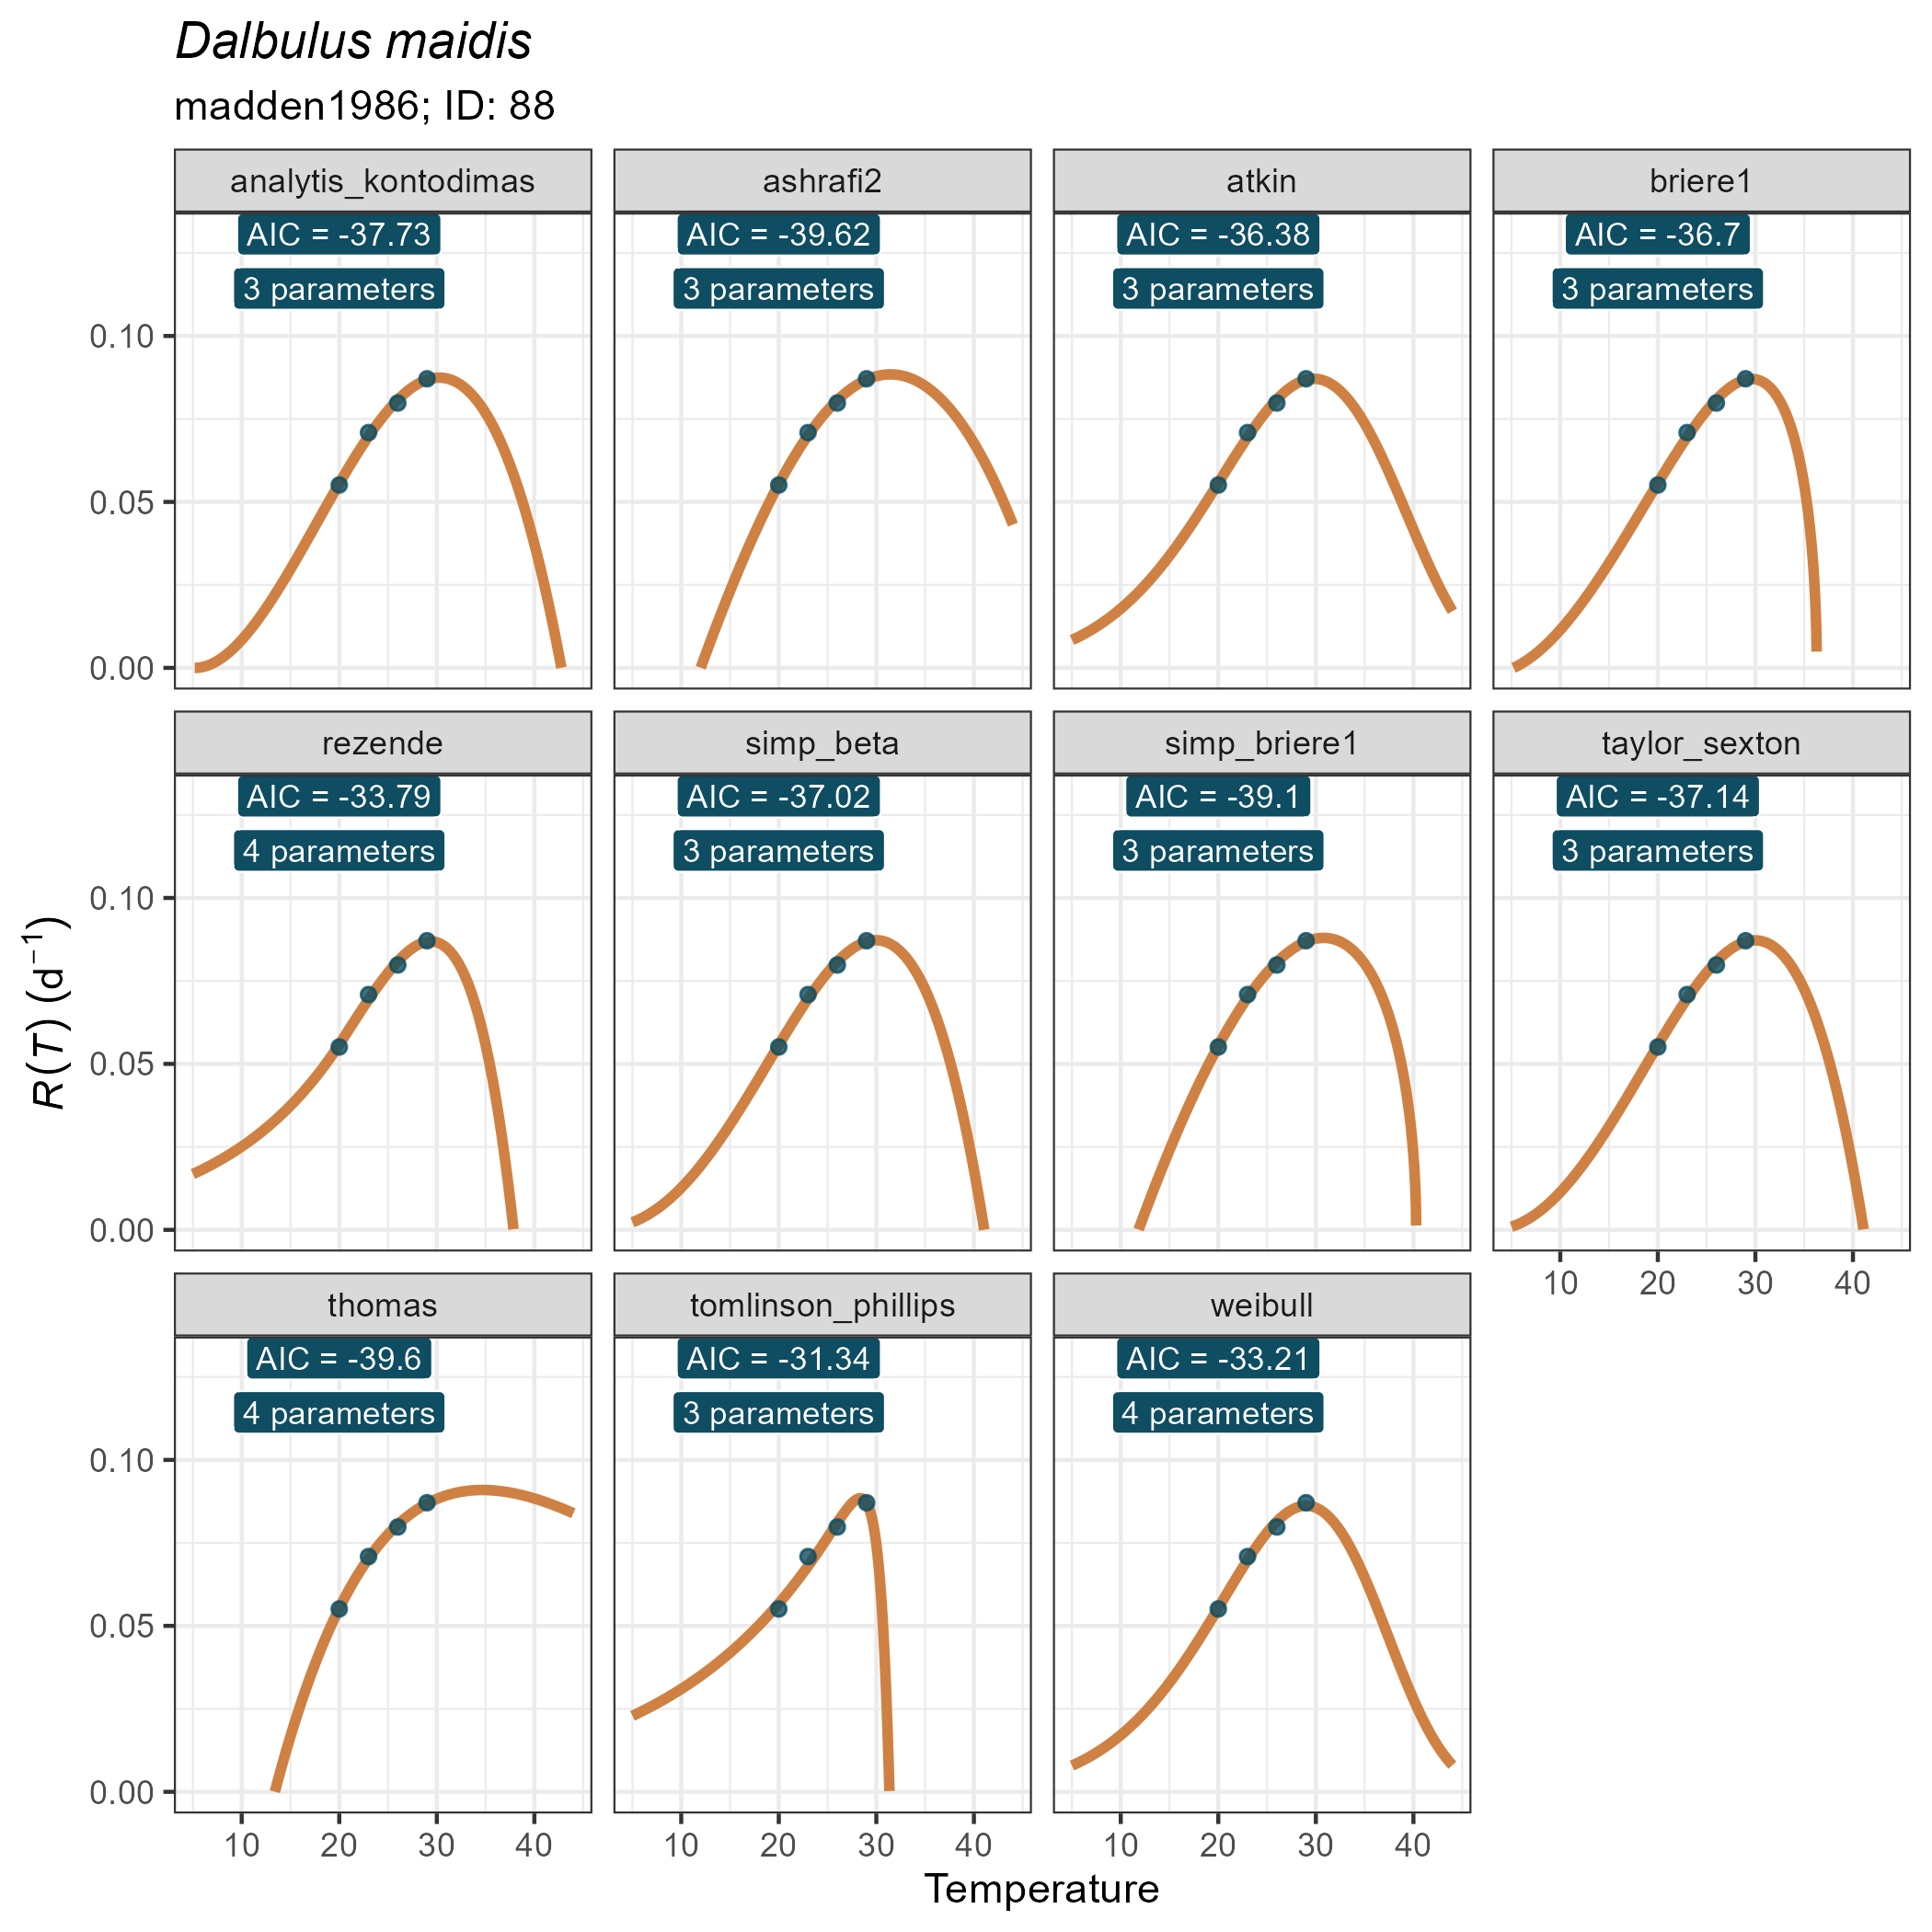 Dalbulus maidis
madden1986; ID: 88
analytis_kontodimas
ashrafi2
atkin
briere1
AIC = -37.73
AIC = -39.62
AIC = -36.38
AIC = -36.7
3 parameters
3 parameters
3 parameters
3 parameters
0.10
0.05
0.00
rezende
simp_beta
simp_briere1
taylor_sexton
AIC = -33.79
AIC = -37.02
AIC = -39.1
AIC = -37.14
4 parameters
3 parameters
3 parameters
3 parameters
0.10
0.05
0.00
R(T) (d⁻¹)
10 20 30 40
thomas
tomlinson_phillips
weibull
AIC = -39.6
AIC = -31.34
AIC = -33.21
4 parameters
3 parameters
4 parameters
0.10
0.05
0.00
10 20 30 40
10 20 30 40
10 20 30 40
Temperature